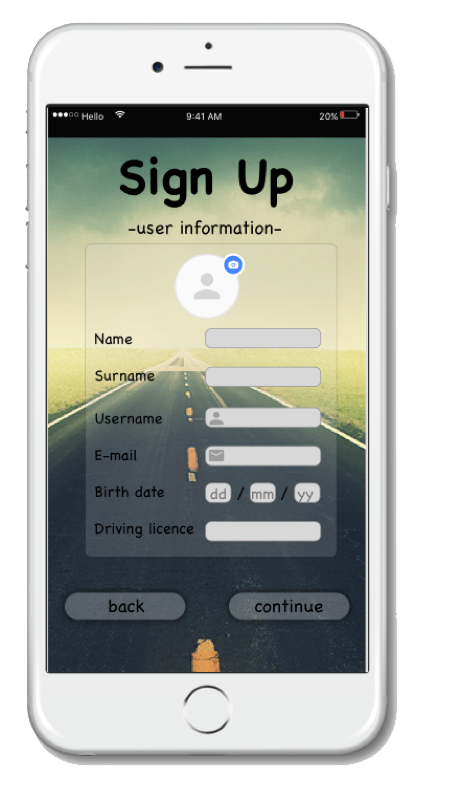 Hello 9:41 AM 20%
Sign Up
-user information-
Name
Surname
Username
E-mail
Birth date dd / mm / yy
Driving licence
back continue